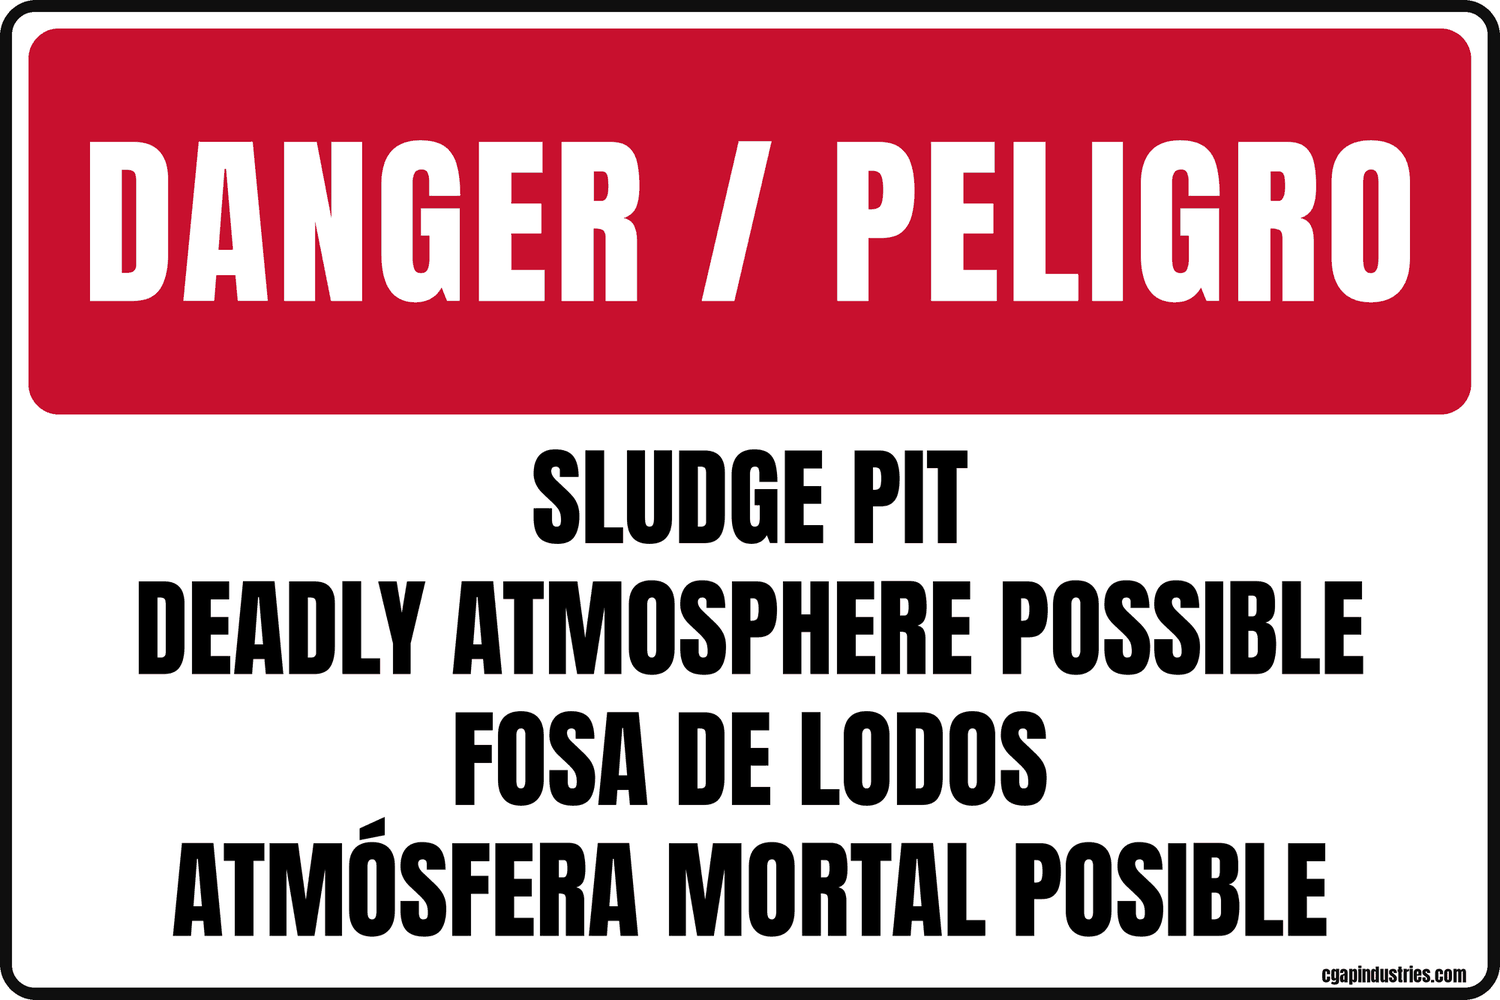 DANGER / PELIGRO
SLUDGE PIT
DEADLY ATMOSPHERE POSSIBLE
FOSA DE LODOS
ATMÓSFERA MORTAL POSIBLE
cgapindustries.com